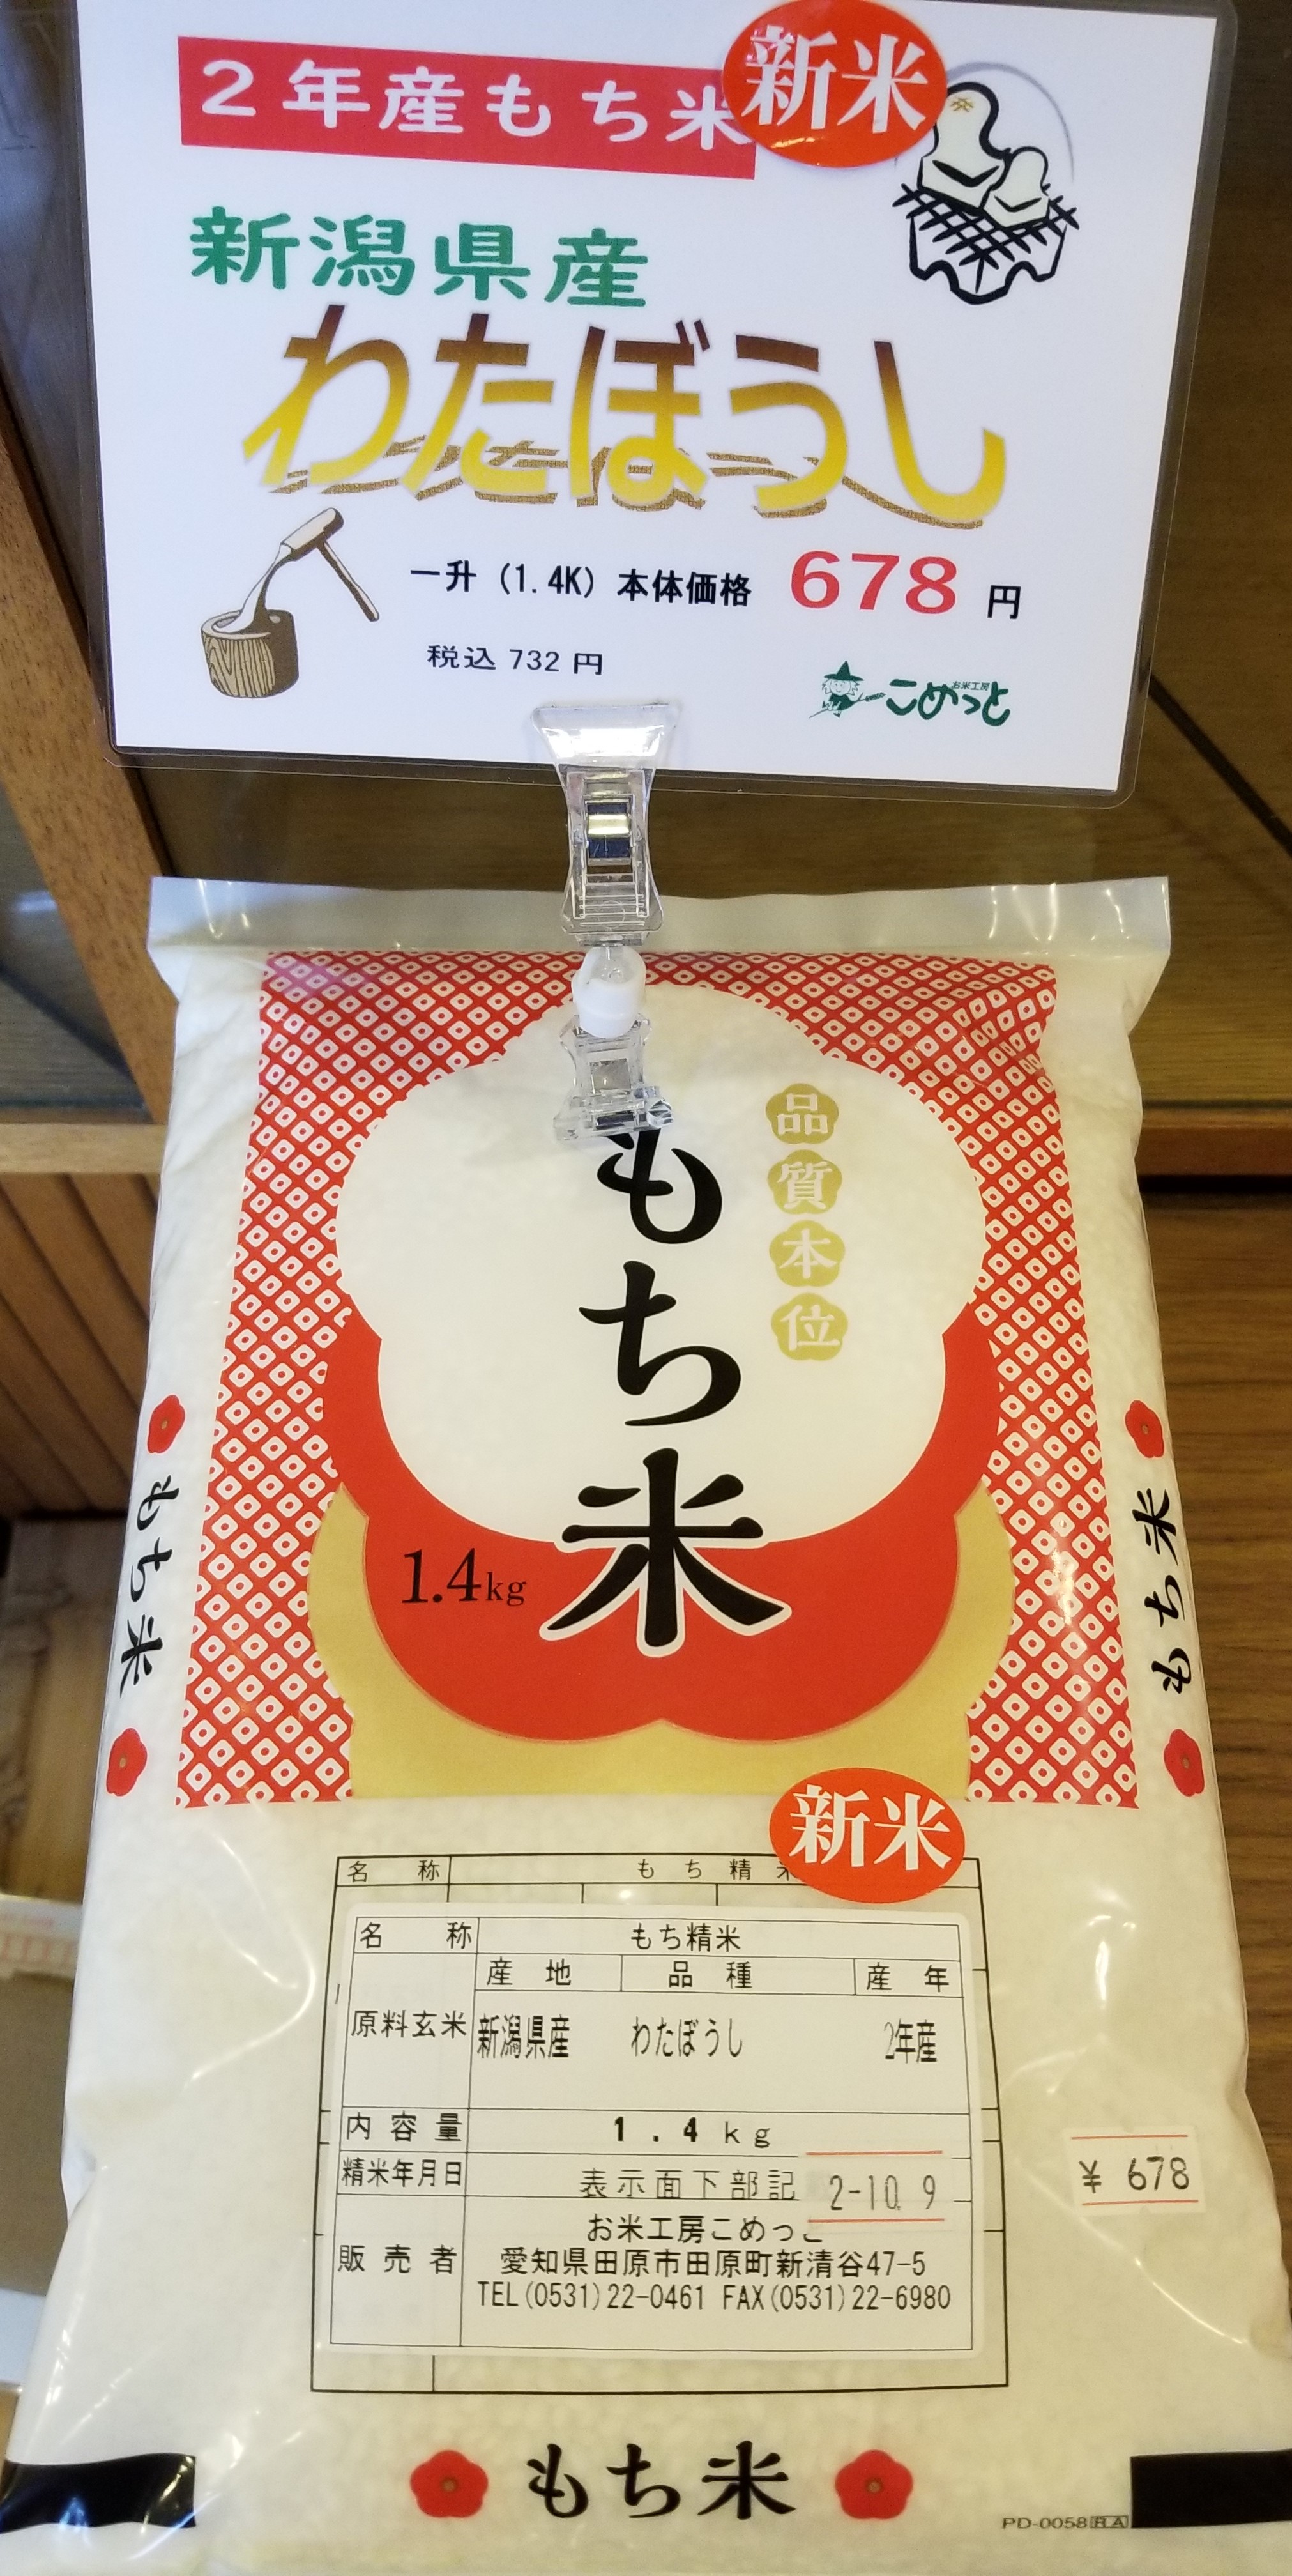 2年産もち米
新米
新潟県産
わたぼうし
一升（1.4K）本体価格 678 円
税込 732 円
お米工房
こめっと
品質本位
もち米
1.4kg
もち米
もち米
新米
名 称 もち精米
名 称 もち精米
産 地 品 種 産 年
原料玄米 新潟県産 わたぼうし 2年産
内容量 1.4kg
精米年月日 表示面下部記 2-10. 9
¥ 678
販売者 お米工房こめっこ
愛知県田原市田原町新清谷47-5
TEL(0531)22-0461 FAX(0531)22-6980
もち米
PD-0058 BA